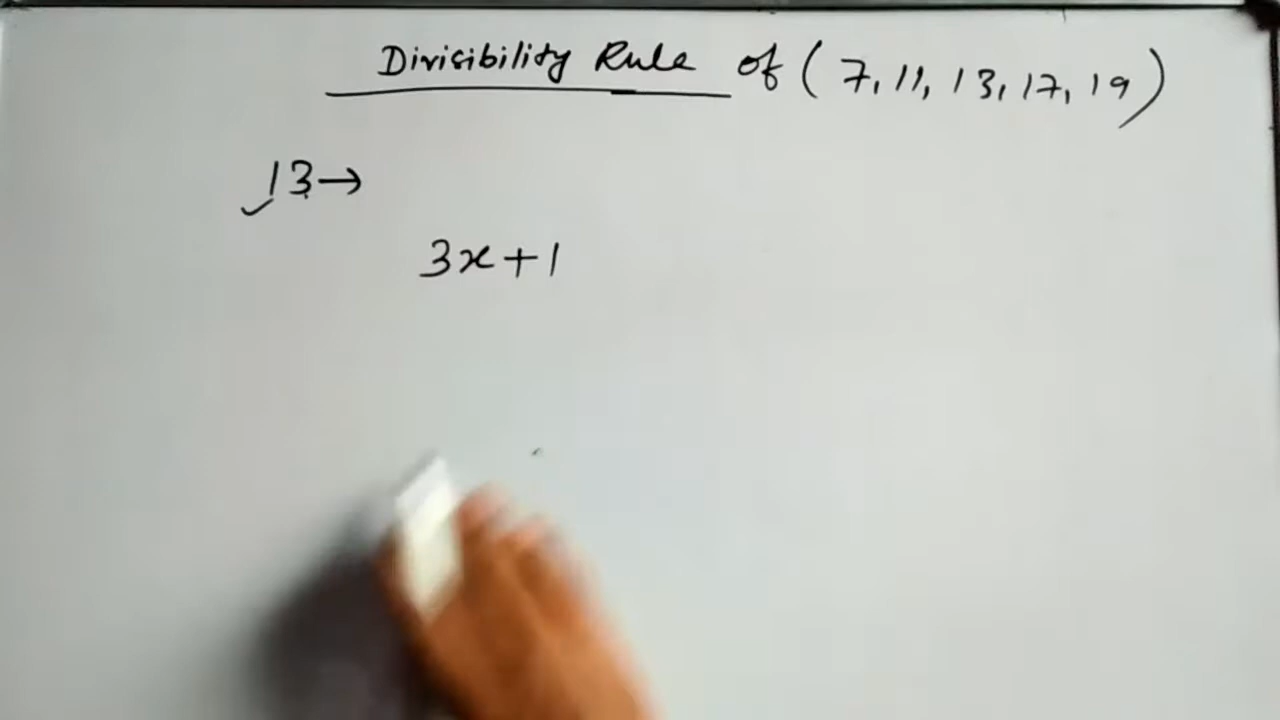 Divisibility Rule of (7, 11, 13, 17, 19)
13→
3x+1